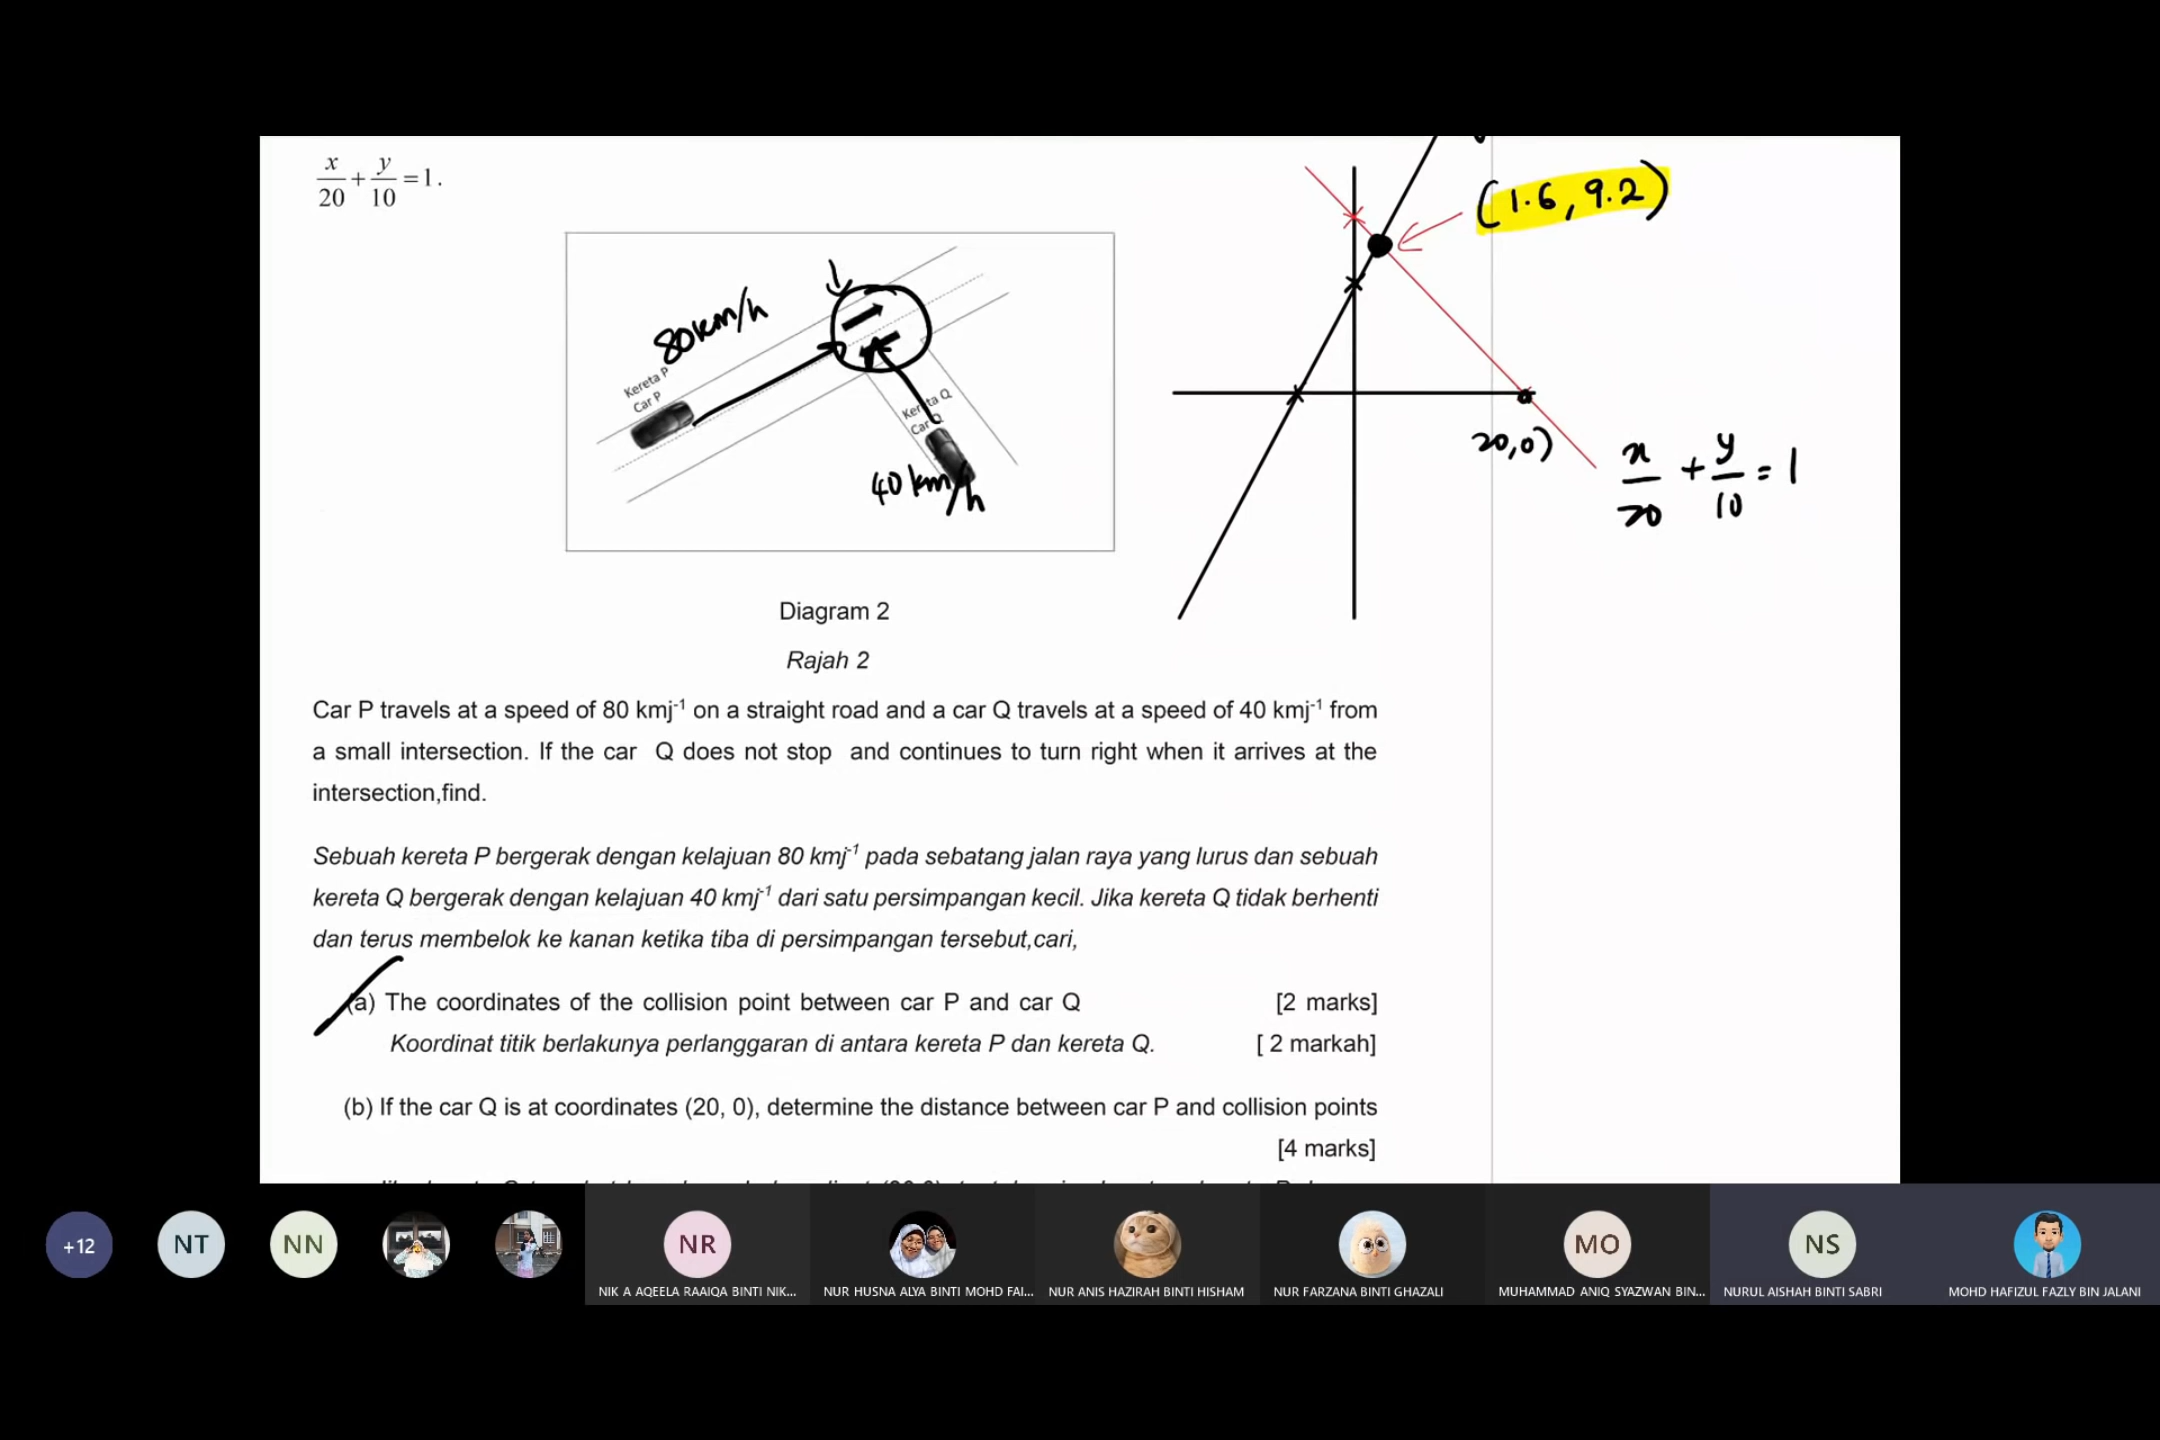 x/20 + y/10 = 1.
(1.6, 9.2)
80km/h
Kereta P
Car P
Kereta Q
Car Q
40 km/h
20,0)
x/20 + y/10 = 1
Diagram 2
Rajah 2
Car P travels at a speed of 80 kmj⁻¹ on a straight road and a car Q travels at a speed of 40 kmj⁻¹ from
a small intersection. If the car Q does not stop and continues to turn right when it arrives at the
intersection,find.
Sebuah kereta P bergerak dengan kelajuan 80 kmj⁻¹ pada sebatang jalan raya yang lurus dan sebuah
kereta Q bergerak dengan kelajuan 40 kmj⁻¹ dari satu persimpangan kecil. Jika kereta Q tidak berhenti
dan terus membelok ke kanan ketika tiba di persimpangan tersebut,cari,
(a) The coordinates of the collision point between car P and car Q [2 marks]
Koordinat titik berlakunya perlanggaran di antara kereta P dan kereta Q. [ 2 markah]
(b) If the car Q is at coordinates (20, 0), determine the distance between car P and collision points
[4 marks]
+12
NT
NN
NR
MO
NS
NIK A AQEELA RAAIQA BINTI NIK...
NUR HUSNA ALYA BINTI MOHD FAI...
NUR ANIS HAZIRAH BINTI HISHAM
NUR FARZANA BINTI GHAZALI
MUHAMMAD ANIQ SYAZWAN BIN...
NURUL AISHAH BINTI SABRI
MOHD HAFIZUL FAZLY BIN JALANI